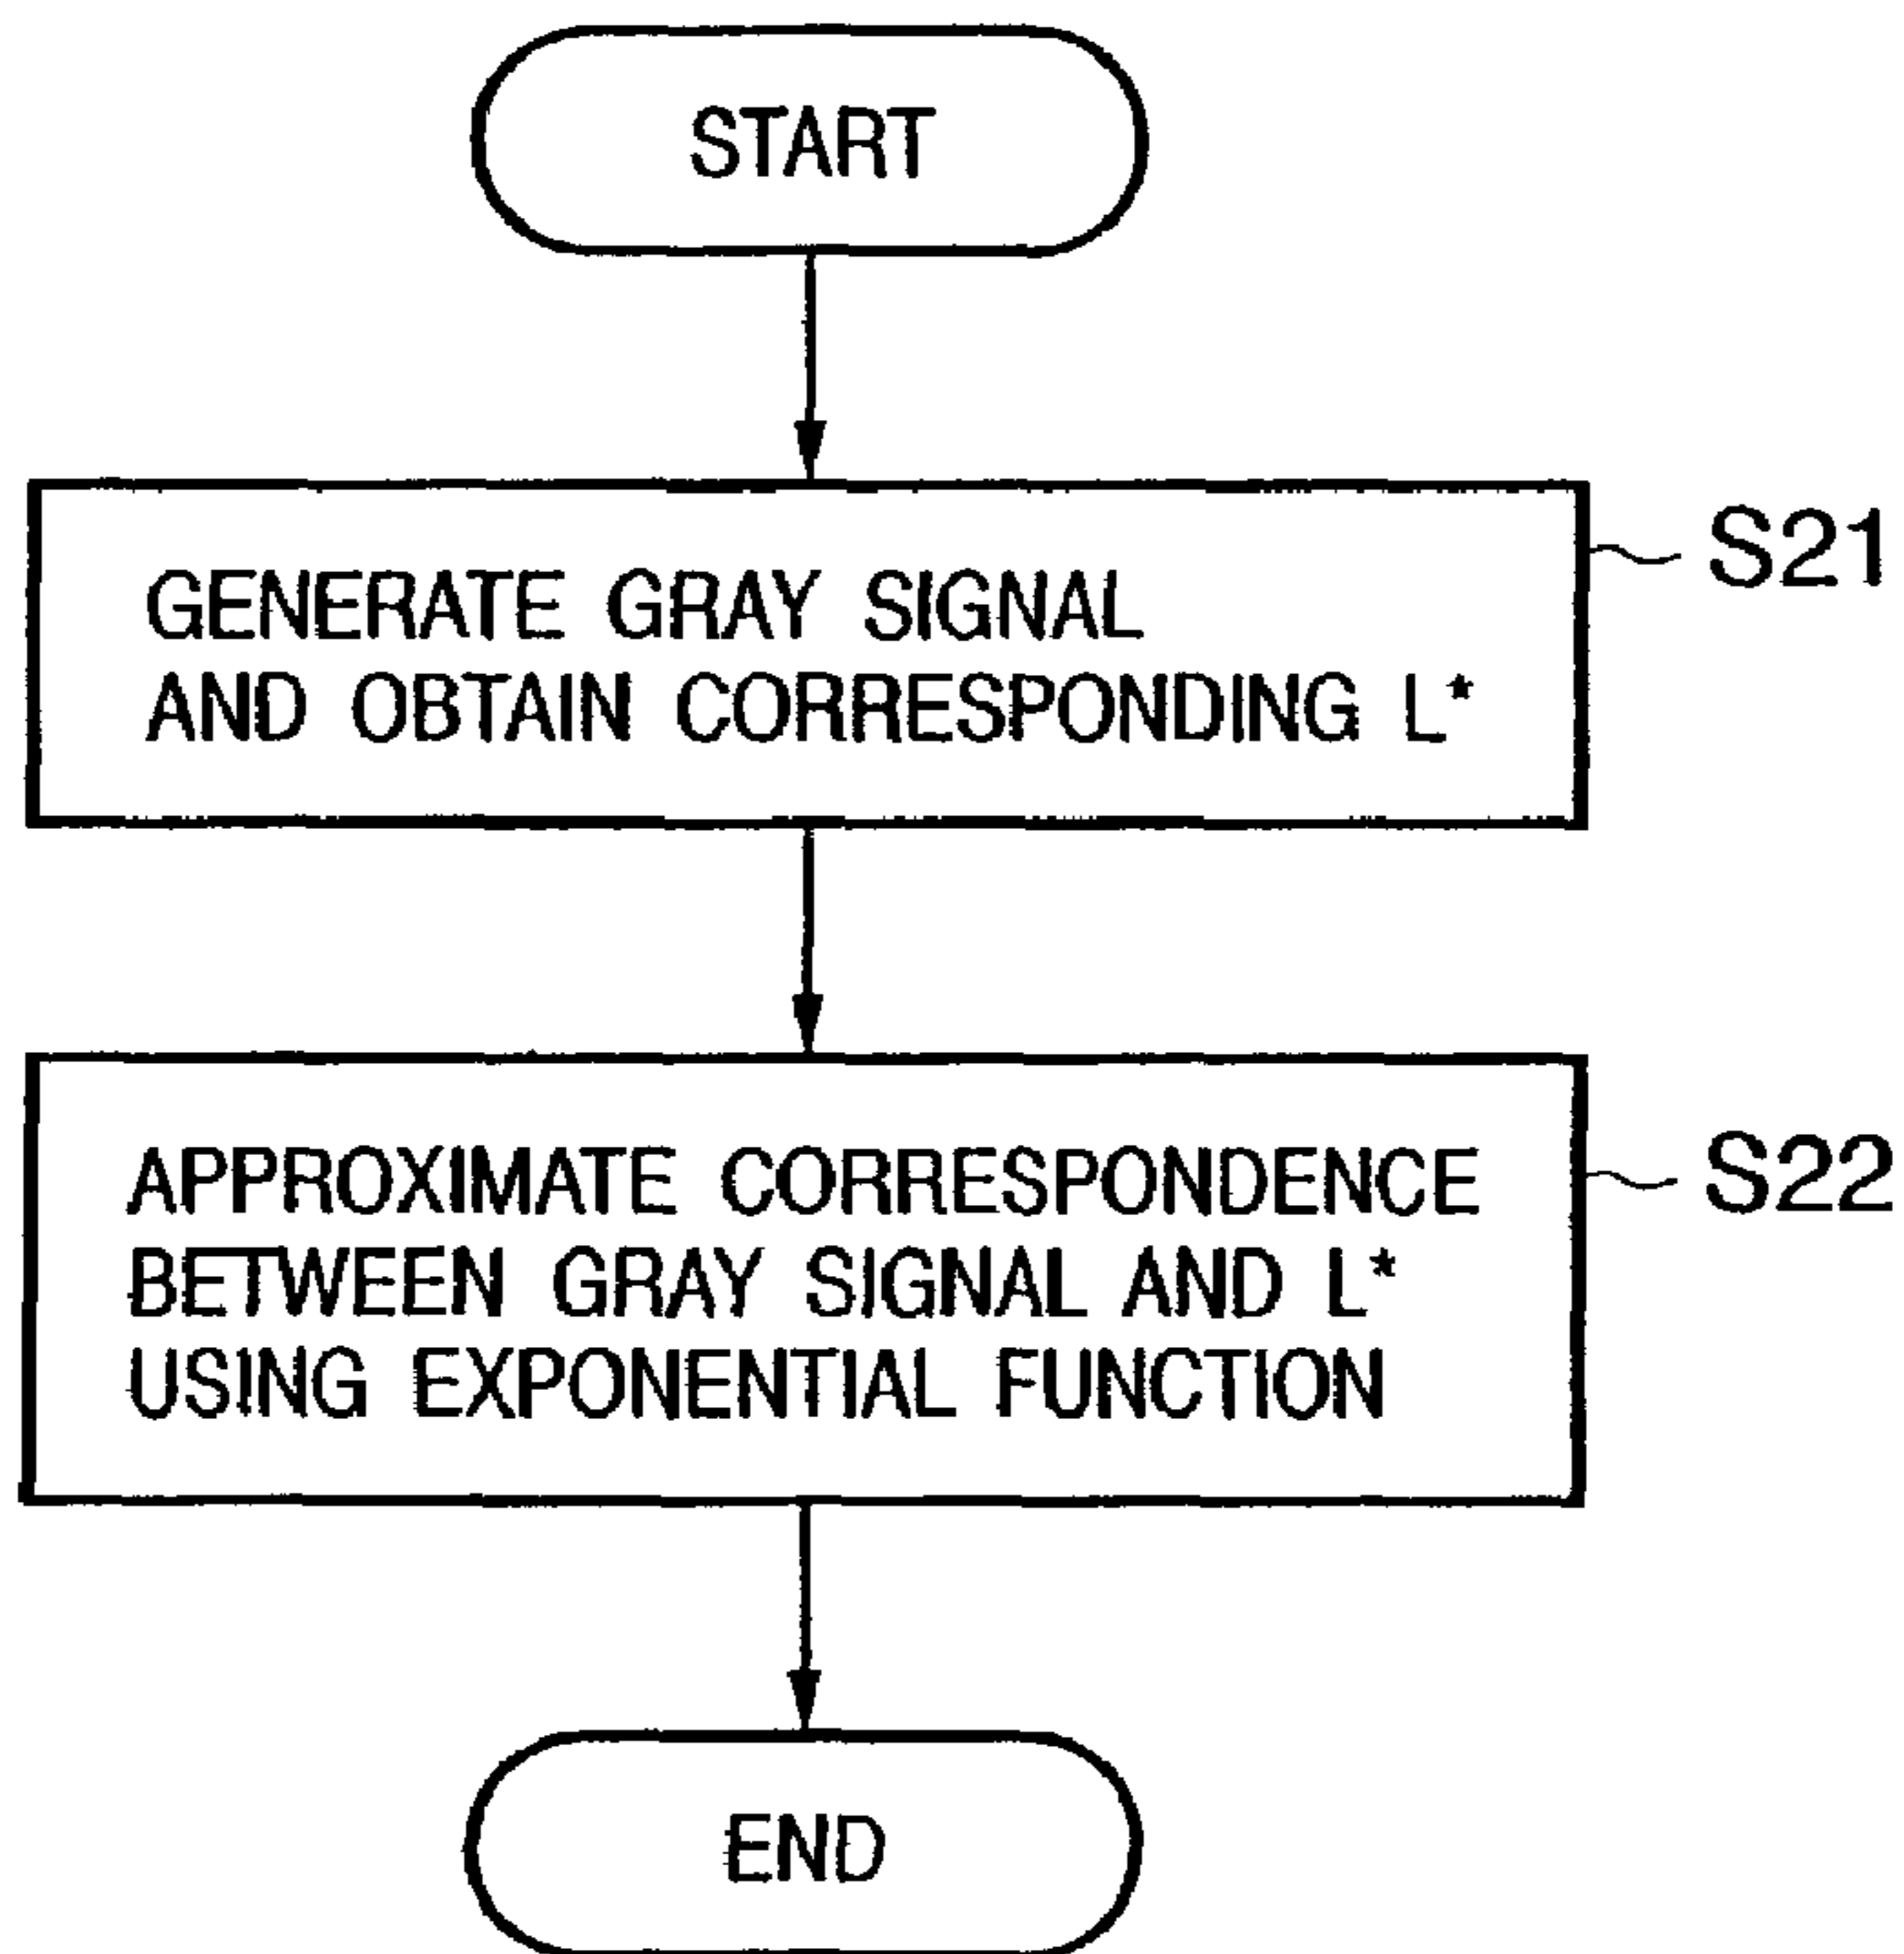 START
GENERATE GRAY SIGNAL
AND OBTAIN CORRESPONDING L*
S21
APPROXIMATE CORRESPONDENCE
BETWEEN GRAY SIGNAL AND L*
USING EXPONENTIAL FUNCTION
S22
END